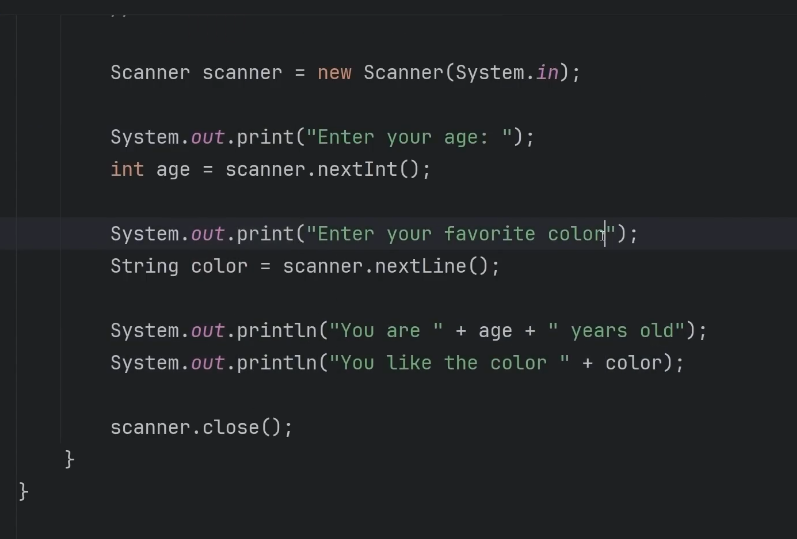 Scanner scanner = new Scanner(System.in);
System.out.print("Enter your age: ");
int age = scanner.nextInt();
System.out.print("Enter your favorite color");
String color = scanner.nextLine();
System.out.println("You are " + age + " years old");
System.out.println("You like the color " + color);
scanner.close();
}
}